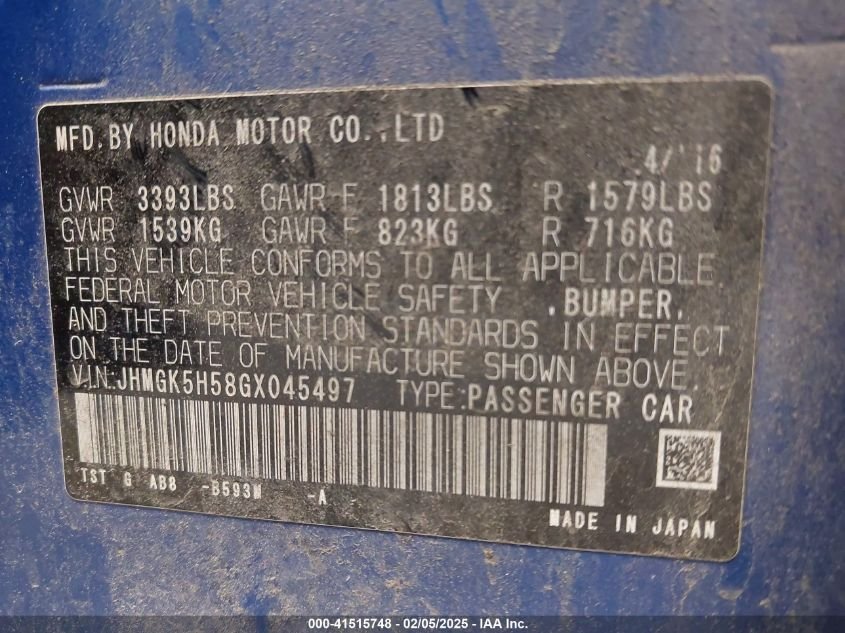 MFD. BY HONDA MOTOR CO., LTD
4/'16
GVWR 3393LBS GAWR F 1813LBS R 1579LBS
GVWR 1539KG GAWR F 823KG R 716KG
THIS VEHICLE CONFORMS TO ALL APPLICABLE
FEDERAL MOTOR VEHICLE SAFETY , BUMPER,
AND THEFT PREVENTION STANDARDS IN EFFECT
ON THE DATE OF MANUFACTURE SHOWN ABOVE.
V.I.N:JHMGK5H58GX045497 TYPE:PASSENGER CAR
TST G AB8 -B593M -A
MADE IN JAPAN
000-41515748 - 02/05/2025 - IAA Inc.